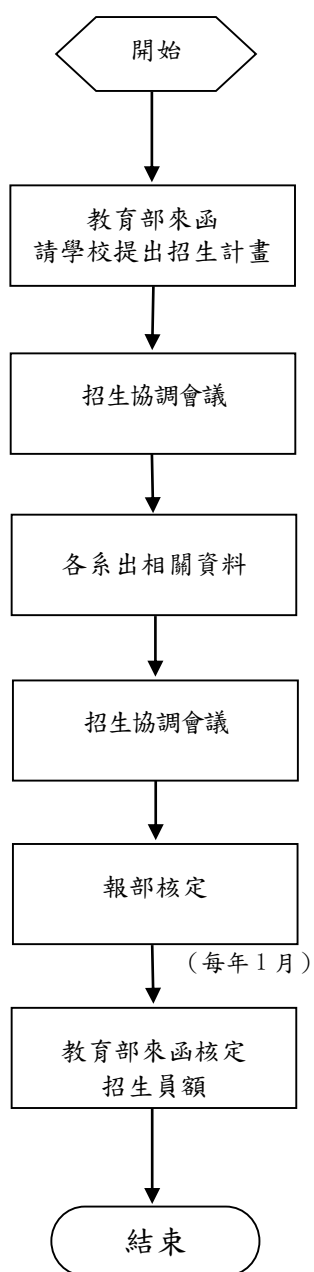 開始
教育部來函
請學校提出招生計畫
招生協調會議
各系出相關資料
招生協調會議
報部核定
（每年１月）
教育部來函核定
招生員額
結束